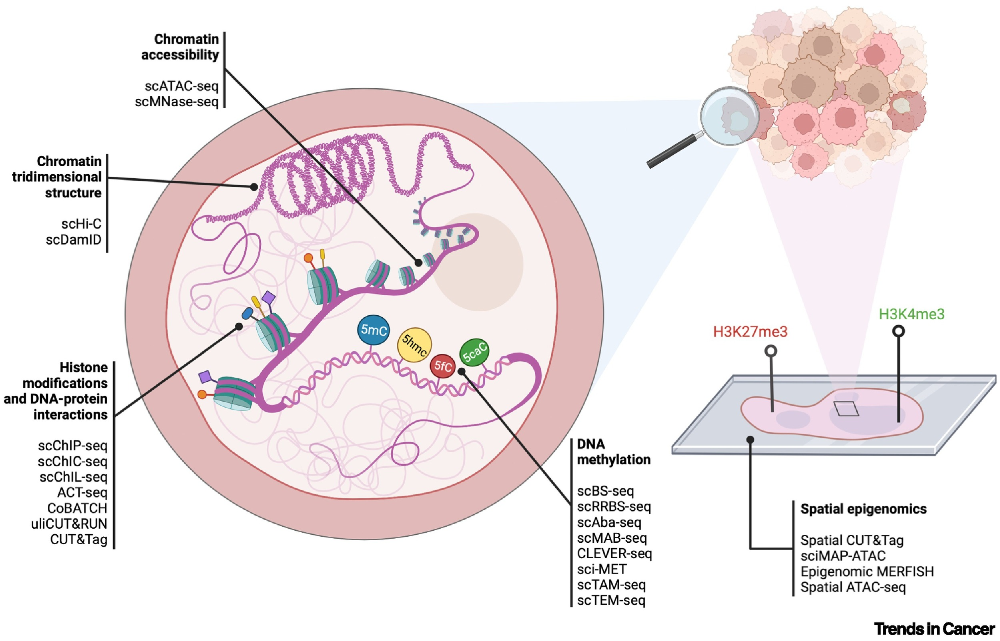 Chromatin
accessibility
scATAC-seq
scMNase-seq
Chromatin
tridimensional
structure
scHi-C
scDamID
Histone
modifications
and DNA-protein
interactions
scChIP-seq
scChIC-seq
scChIL-seq
ACT-seq
CoBATCH
uliCUT&RUN
CUT&Tag
5mC
5hmc
5fC
5caC
DNA
methylation
scBS-seq
scRRBS-seq
scAba-seq
scMAB-seq
CLEVER-seq
sci-MET
scTAM-seq
scTEM-seq
H3K27me3
H3K4me3
Spatial epigenomics
Spatial CUT&Tag
sciMAP-ATAC
Epigenomic MERFISH
Spatial ATAC-seq
Trends in Cancer